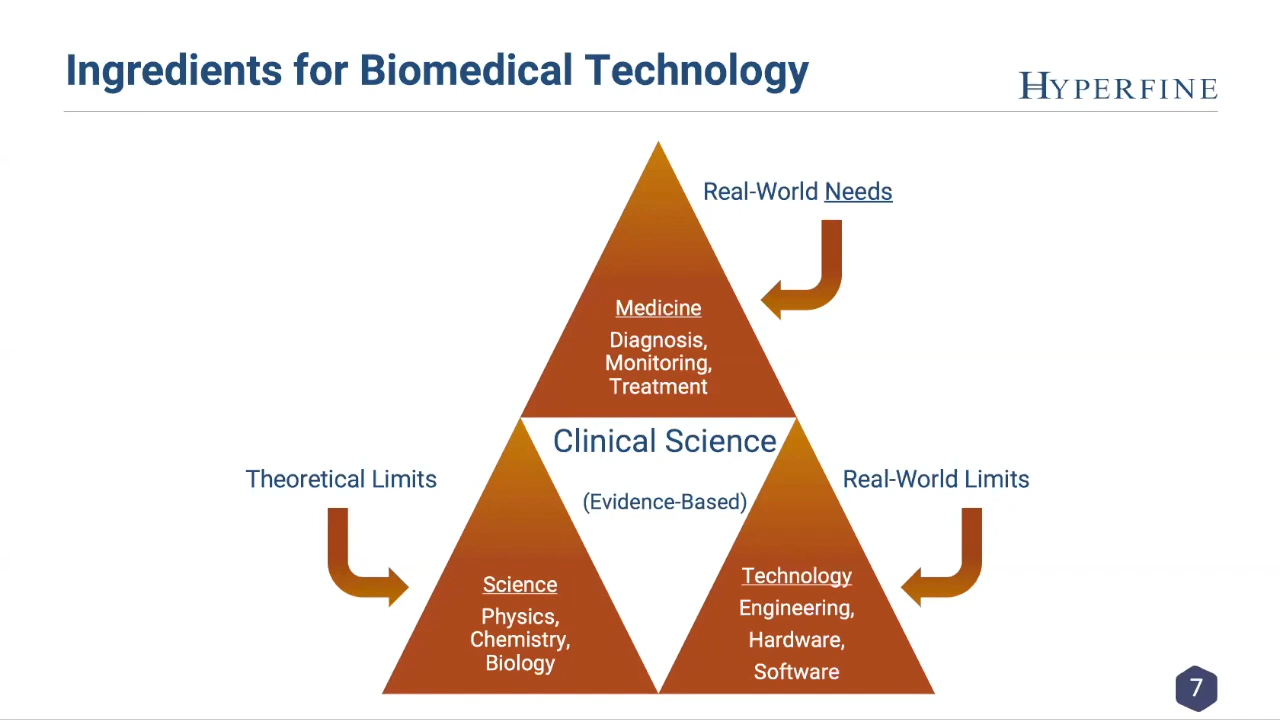 Ingredients for Biomedical Technology
HYPERFINE
Real-World Needs
Medicine
Diagnosis,
Monitoring,
Treatment
Clinical Science
(Evidence-Based)
Theoretical Limits
Real-World Limits
Science
Physics,
Chemistry,
Biology
Technology
Engineering,
Hardware,
Software
7